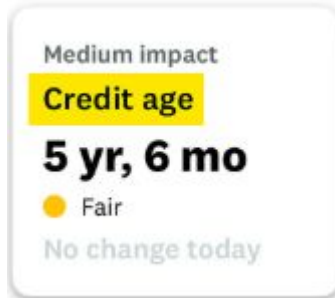 Medium impact
Credit age
5 yr, 6 mo
Fair
No change today